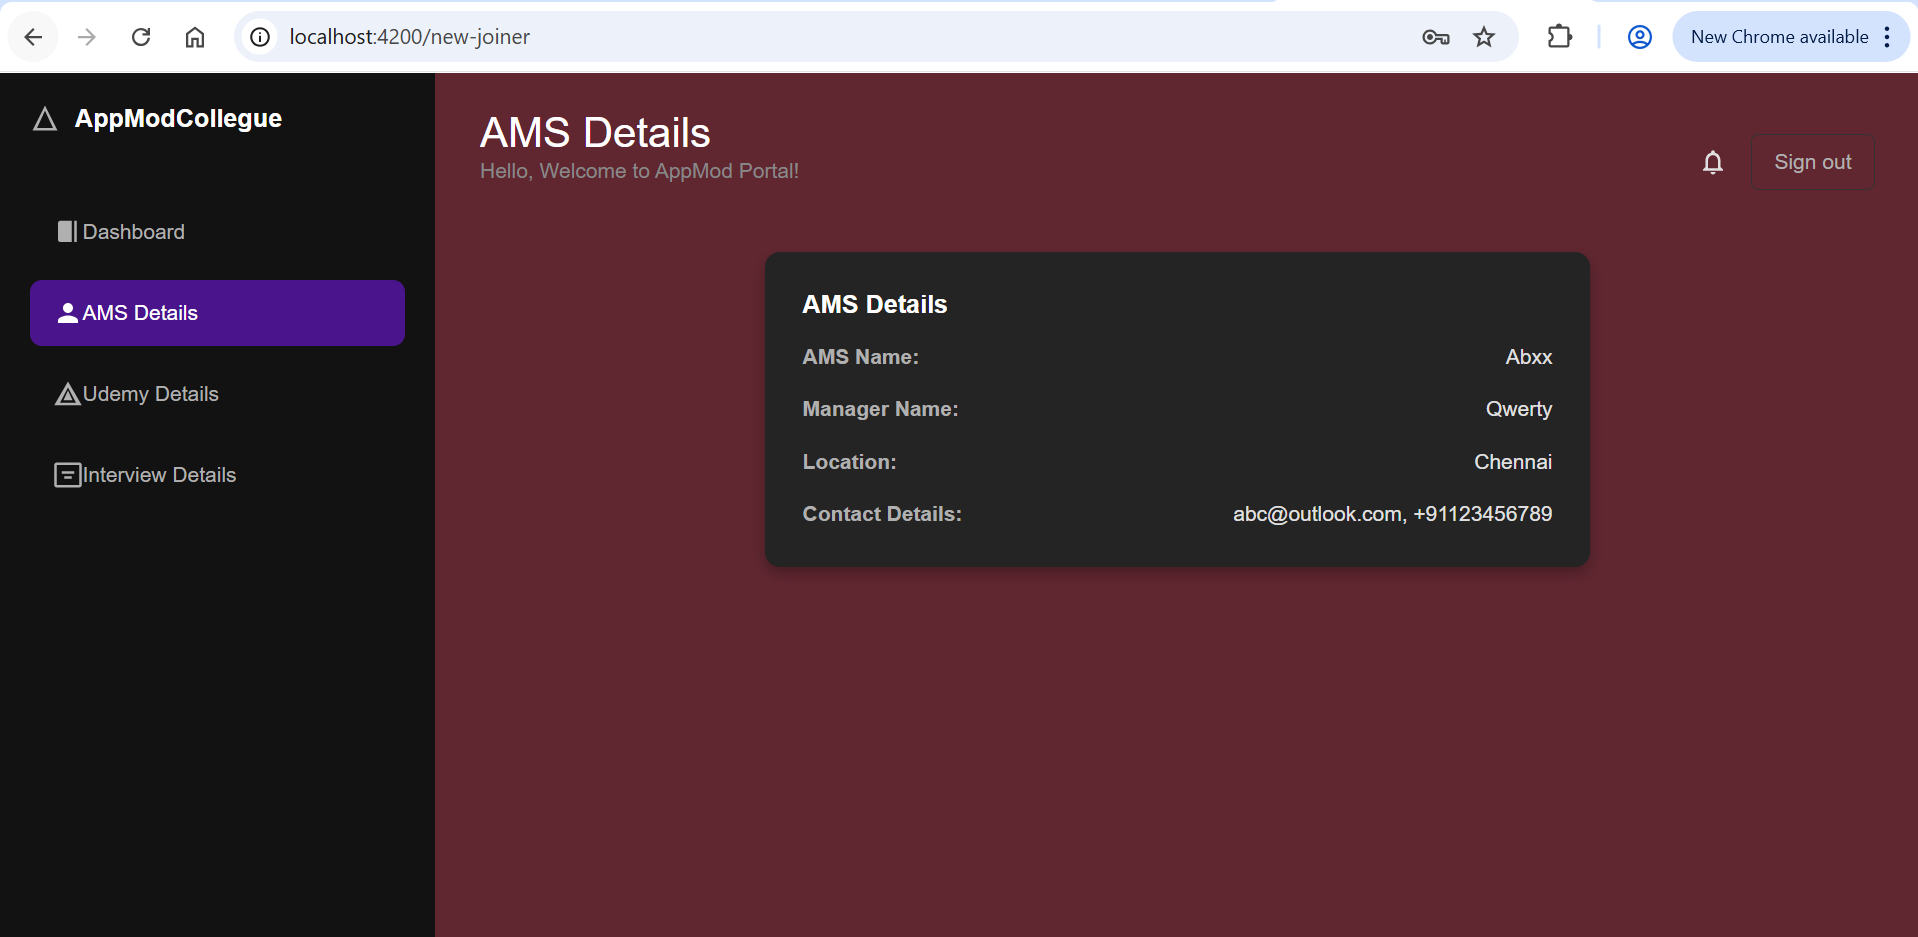 localhost:4200/new-joiner
New Chrome available
AppModCollegue
Dashboard
AMS Details
Udemy Details
Interview Details
AMS Details
Hello, Welcome to AppMod Portal!
Sign out
AMS Details
AMS Name: Abxx
Manager Name: Qwerty
Location: Chennai
Contact Details: abc@outlook.com, +91123456789